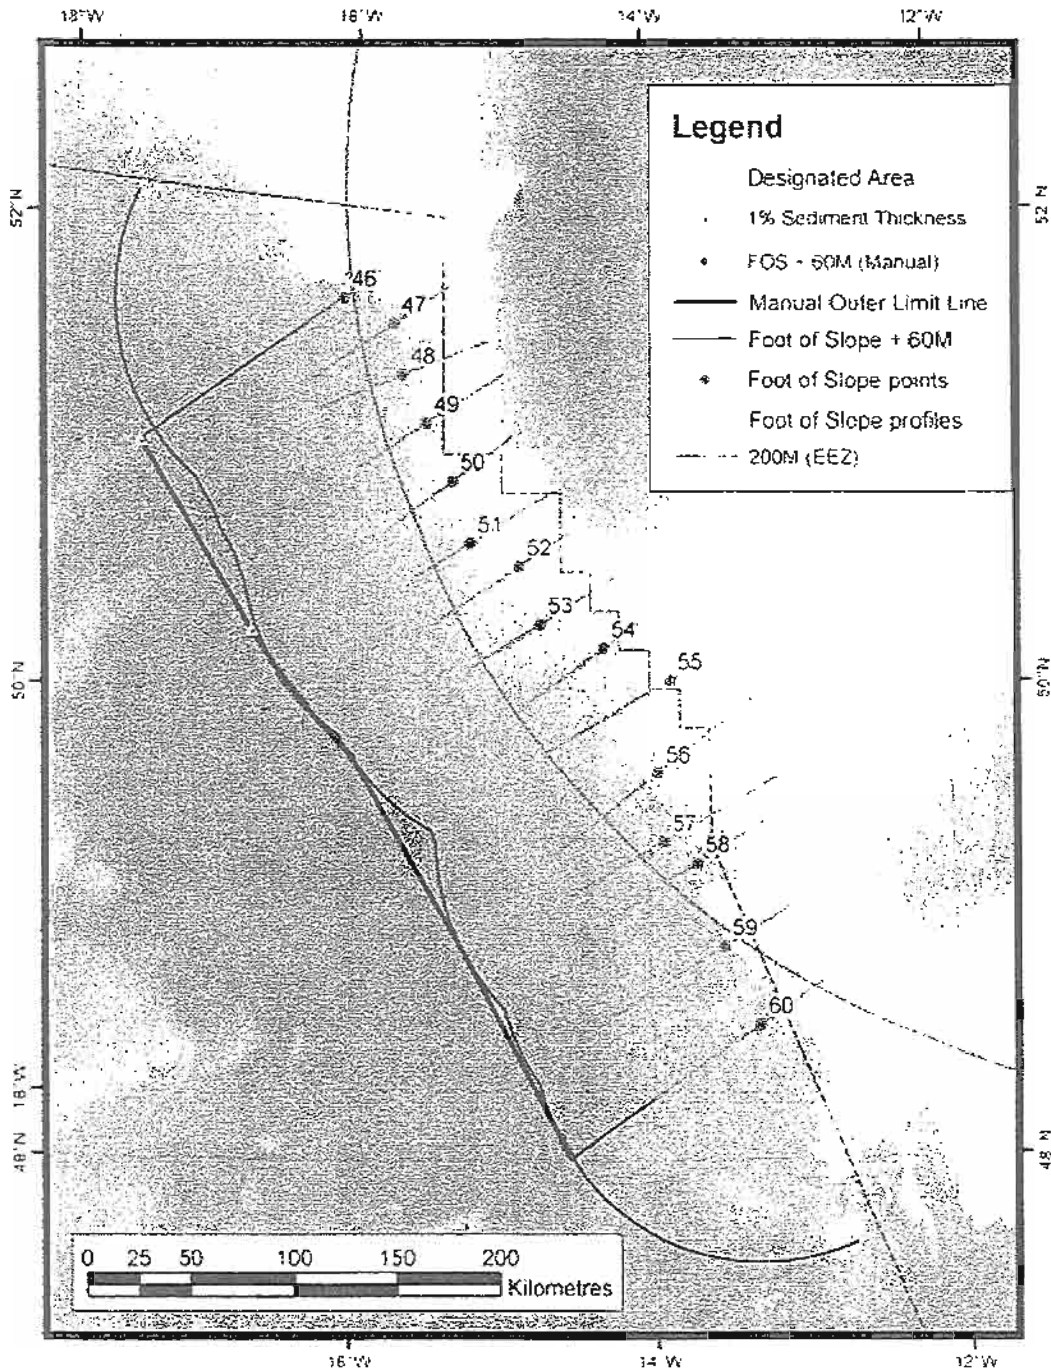 18°W 16°W 14°W 12°W
Legend
Designated Area
1% Sediment Thickness
FOS + 60M (Manual)
Manual Outer Limit Line
Foot of Slope + 60M
Foot of Slope points
Foot of Slope profiles
200M (EEZ)
52°N
52°N
46
47
48
49
50
51
52
53
54
55
50°N
50°N
56
57
58
59
60
18°W
48°N
48°N
0 25 50 100 150 200
Kilometres
16°W 14°W 12°W